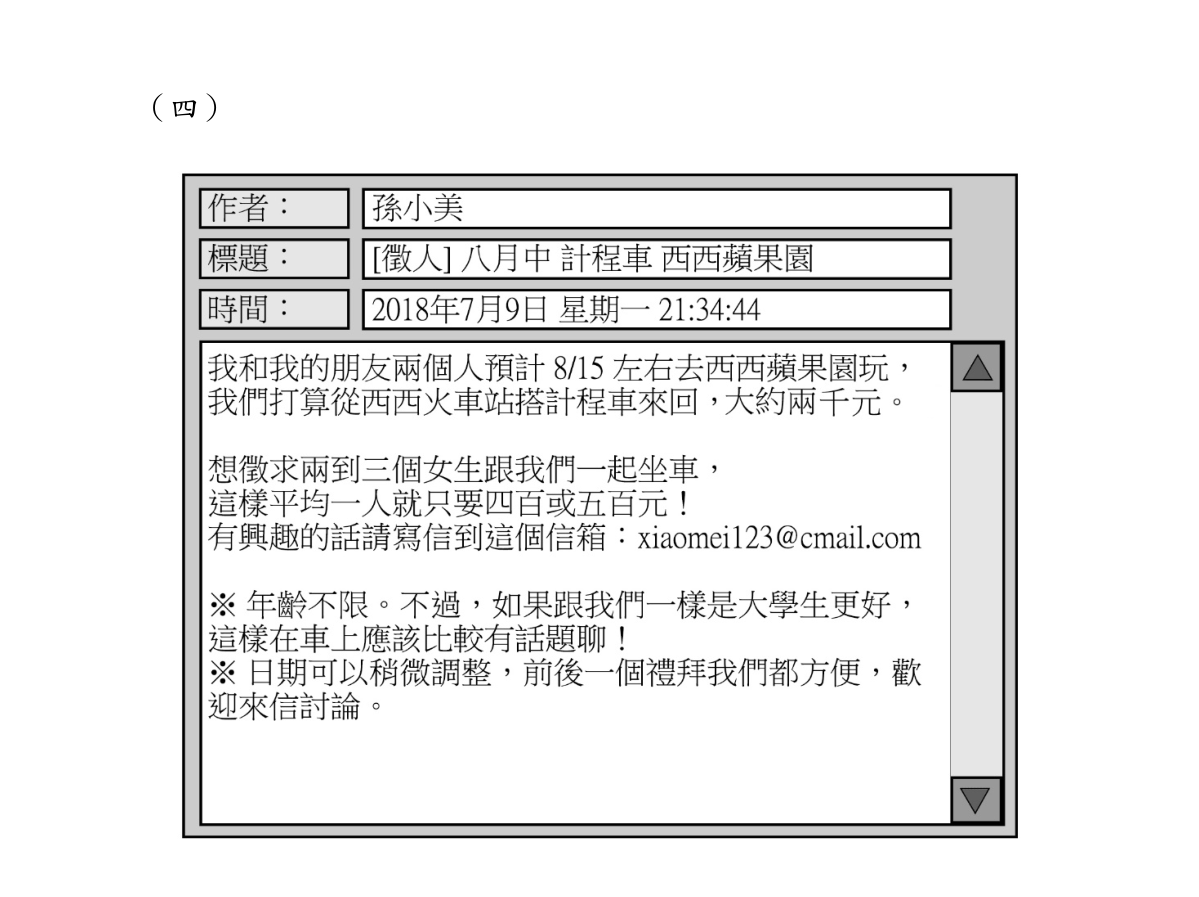 （四）
作者：
孫小美
標題：
[徵人] 八月中 計程車 西西蘋果園
時間：
2018年7月9日 星期一 21:34:44
我和我的朋友兩個人預計 8/15 左右去西西蘋果園玩，
我們打算從西西火車站搭計程車來回，大約兩千元。
想徵求兩到三個女生跟我們一起坐車，
這樣平均一人就只要四百或五百元！
有興趣的話請寫信到這個信箱：xiaomei123@cmail.com
※ 年齡不限。不過，如果跟我們一樣是大學生更好，
這樣在車上應該比較有話題聊！
※ 日期可以稍微調整，前後一個禮拜我們都方便，歡
迎來信討論。